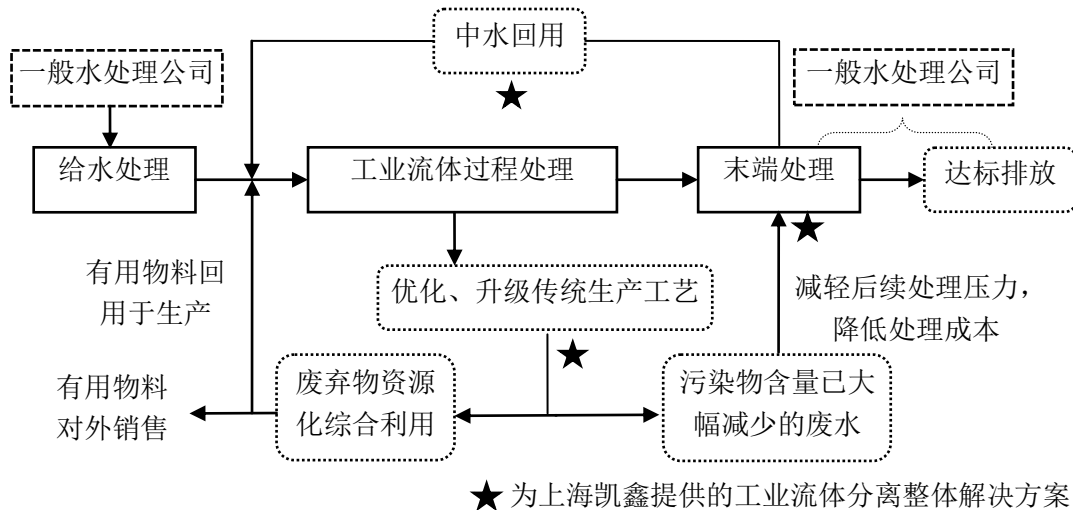 中水回用
一般水处理公司
一般水处理公司
给水处理
工业流体过程处理
末端处理
达标排放
有用物料回
用于生产
优化、升级传统生产工艺
减轻后续处理压力，
降低处理成本
有用物料
对外销售
废弃物资源
化综合利用
污染物含量已大
幅减少的废水
★为上海凯鑫提供的工业流体分离整体解决方案